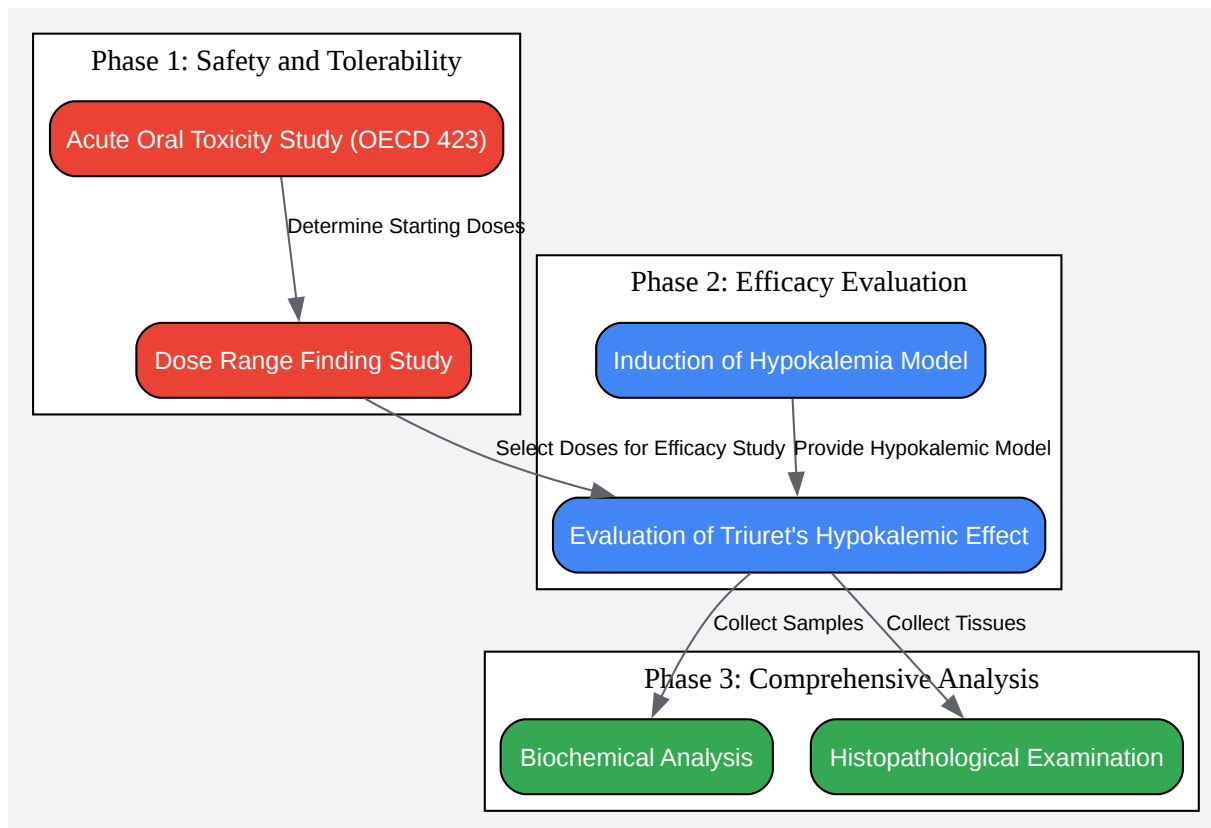 Phase 1: Safety and Tolerability
Acute Oral Toxicity Study (OECD 423)
Determine Starting Doses
Dose Range Finding Study
Phase 2: Efficacy Evaluation
Induction of Hypokalemia Model
Select Doses for Efficacy Study
Provide Hypokalemic Model
Evaluation of Triuret's Hypokalemic Effect
Collect Samples
Collect Tissues
Phase 3: Comprehensive Analysis
Biochemical Analysis
Histopathological Examination